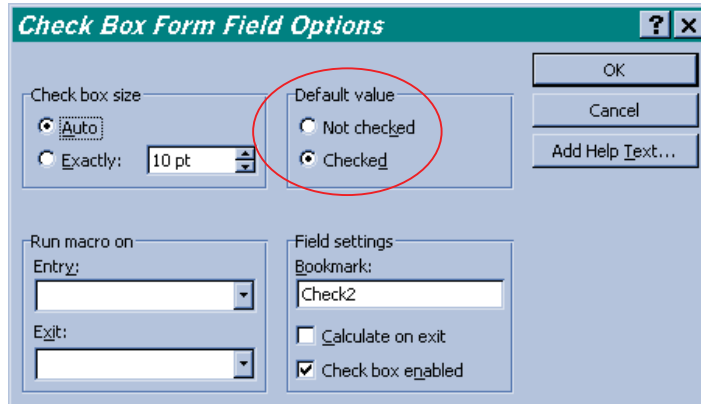 Check Box Form Field Options
OK
Cancel
Add Help Text...
Check box size
Auto
Exactly: 10 pt
Default value
Not checked
Checked
Run macro on
Entry:
Exit:
Field settings
Bookmark:
Check2
Calculate on exit
Check box enabled